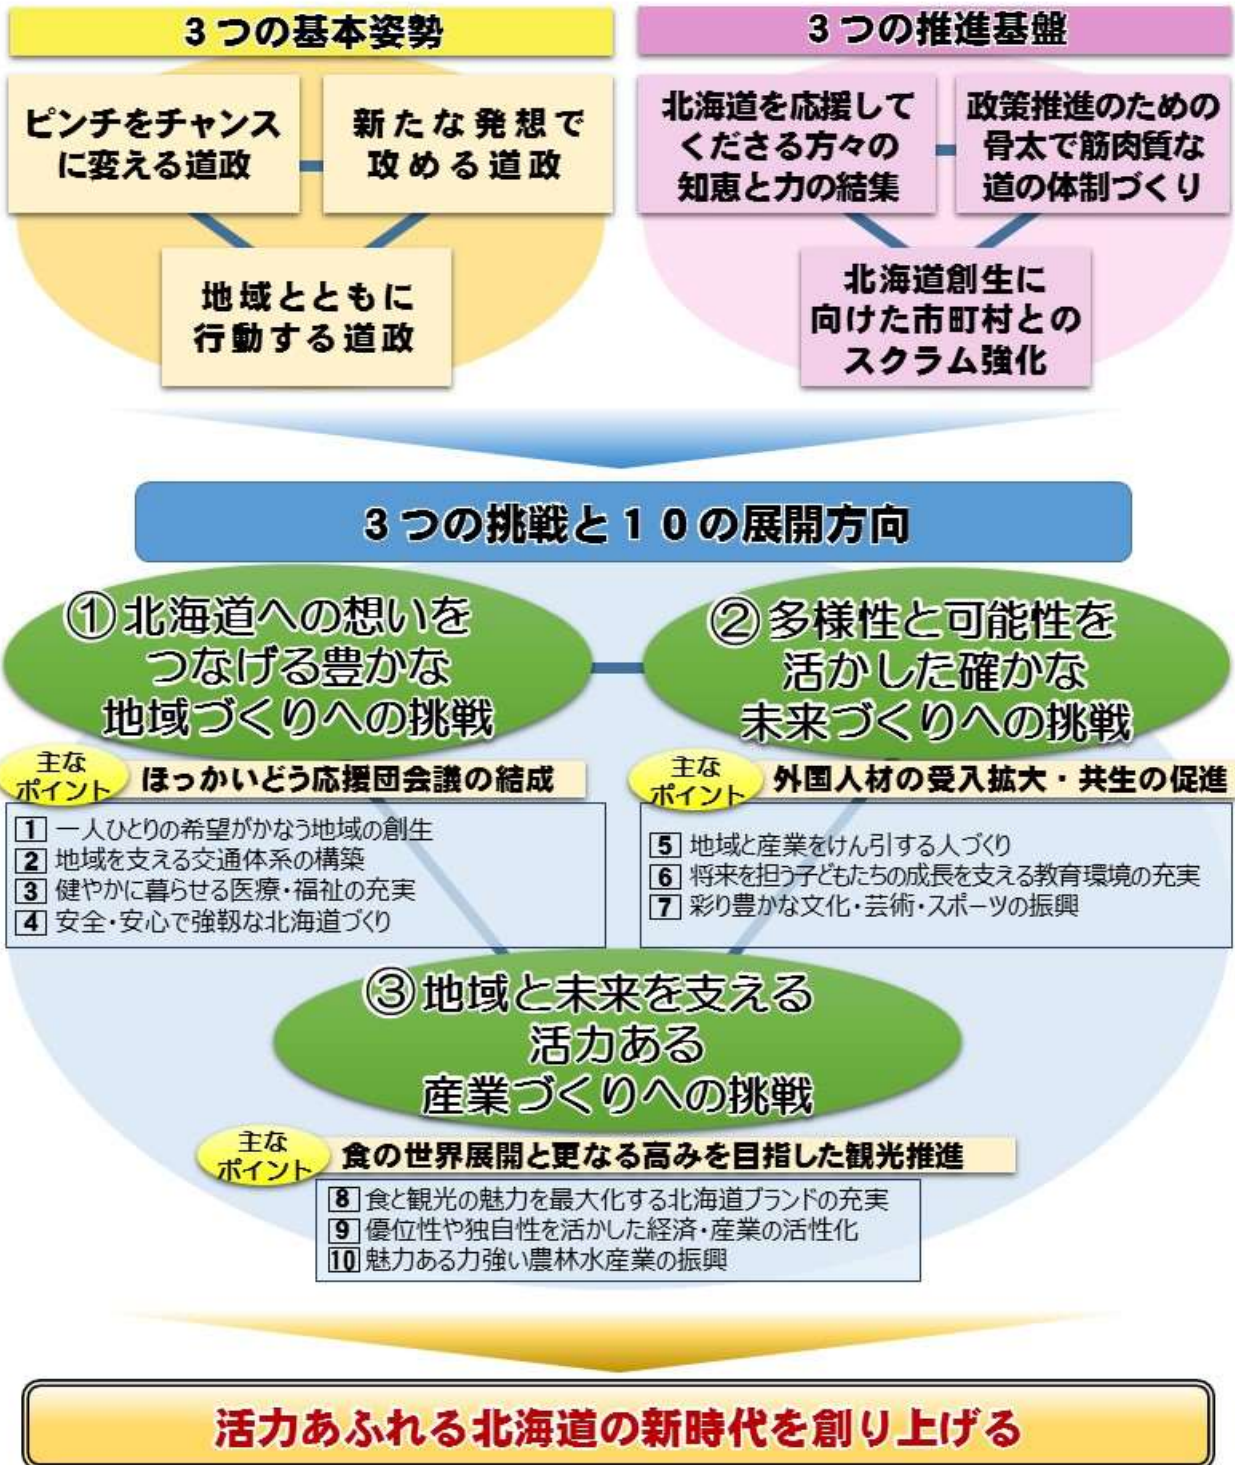 3つの基本姿勢
ピンチをチャンス
に変える道政
新たな発想で
攻める道政
地域とともに
行動する道政
3つの推進基盤
北海道を応援して
くださる方々の
知恵と力の結集
政策推進のための
骨太で筋肉質な
道の体制づくり
北海道創生に
向けた市町村との
スクラム強化
3つの挑戦と10の展開方向
①北海道への想いを
つなげる豊かな
地域づくりへの挑戦
主な
ポイント
ほっかいどう応援団会議の結成
1 一人ひとりの希望がかなう地域の創生
2 地域を支える交通体系の構築
3 健やかに暮らせる医療・福祉の充実
4 安全・安心で強靱な北海道づくり
②多様性と可能性を
活かした確かな
未来づくりへの挑戦
主な
ポイント
外国人材の受入拡大・共生の促進
5 地域と産業をけん引する人づくり
6 将来を担う子どもたちの成長を支える教育環境の充実
7 彩り豊かな文化・芸術・スポーツの振興
③地域と未来を支える
活力ある
産業づくりへの挑戦
主な
ポイント
食の世界展開と更なる高みを目指した観光推進
8 食と観光の魅力を最大化する北海道ブランドの充実
9 優位性や独自性を活かした経済・産業の活性化
10 魅力ある力強い農林水産業の振興
活力あふれる北海道の新時代を創り上げる